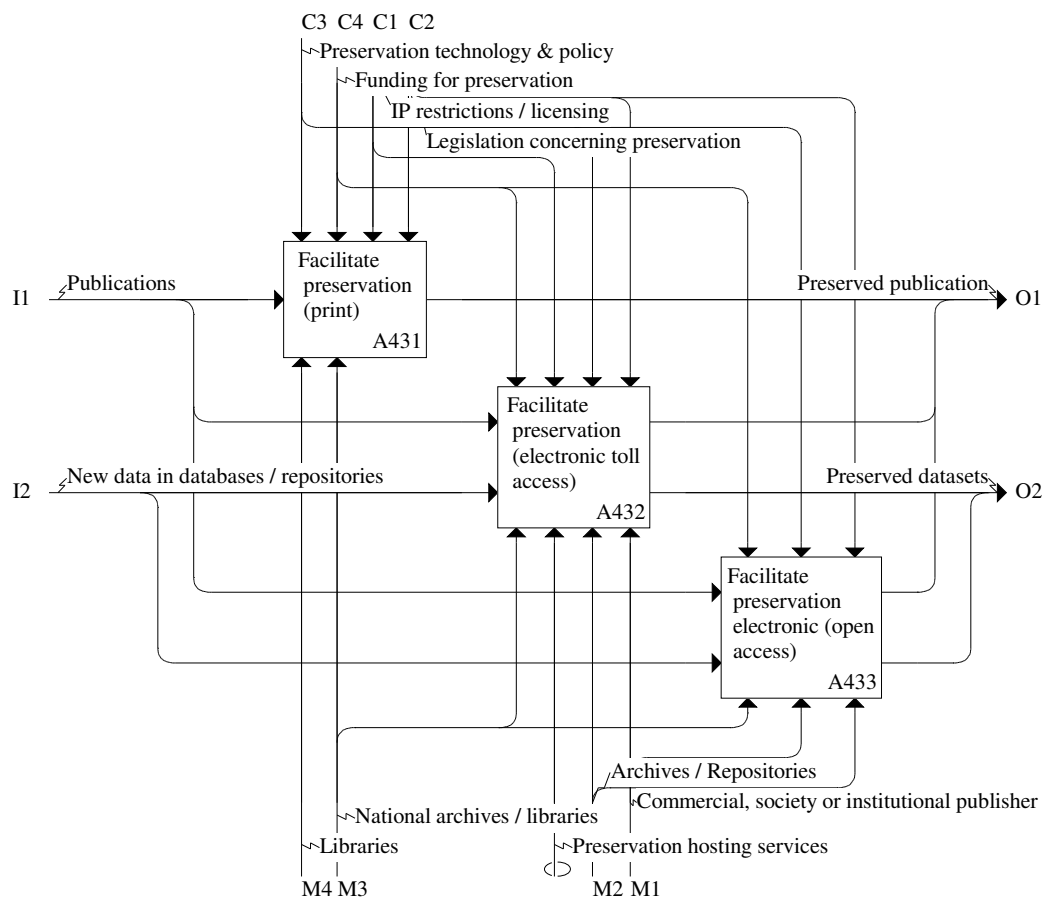 C3 C4 C1 C2
Preservation technology & policy
Funding for preservation
IP restrictions / licensing
Legislation concerning preservation
Facilitate
preservation
(print)
A431
I1
Publications
Preserved publication
O1
Facilitate
preservation
(electronic toll
access)
A432
I2
New data in databases / repositories
Preserved datasets
O2
Facilitate
preservation
electronic (open
access)
A433
Archives / Repositories
Commercial, society or institutional publisher
National archives / libraries
Libraries
Preservation hosting services
M4 M3 M2 M1